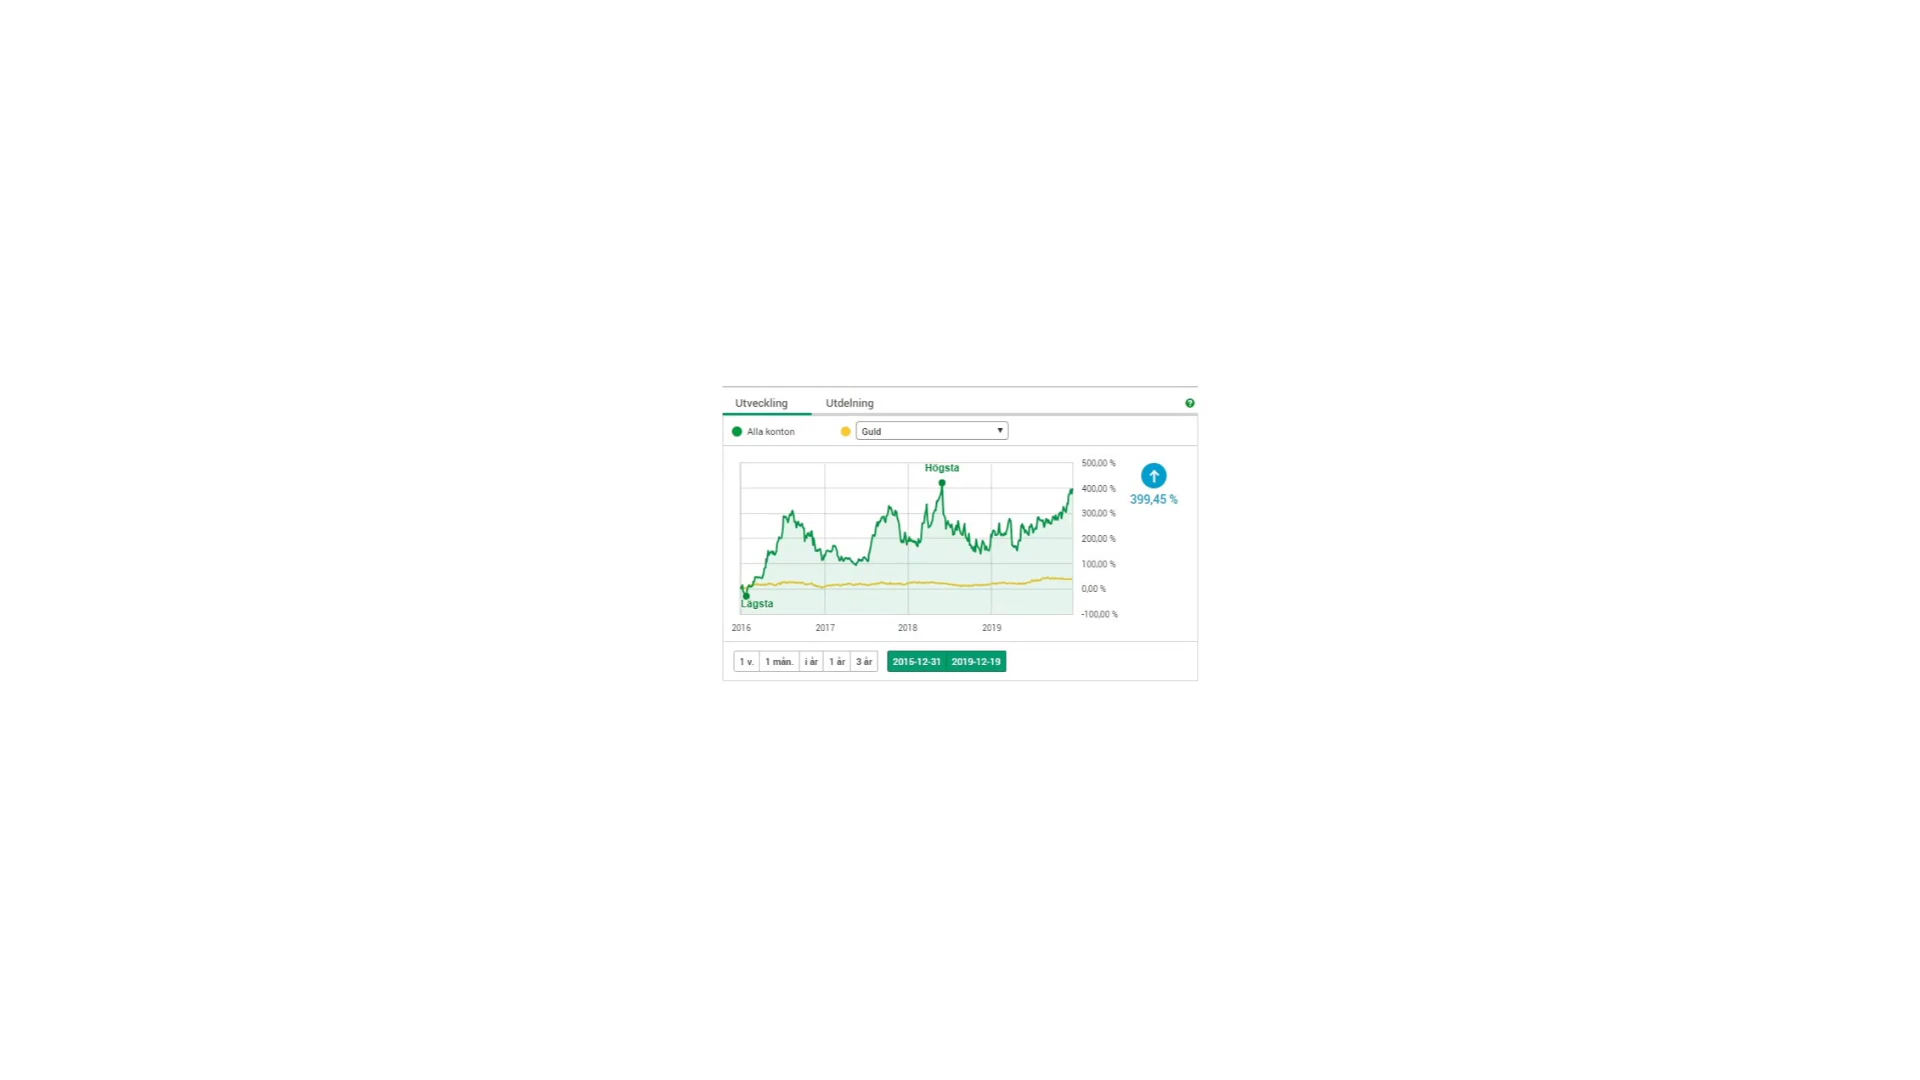 Utveckling Utdelning ?
Alla konton Guld
Högsta
500,00 %
400,00 %
399,45 %
300,00 %
200,00 %
100,00 %
0,00 %
Lägsta
-100,00 %
2016 2017 2018 2019
1 v. 1 mån. i år 1 år 3 år 2015-12-31 2019-12-19